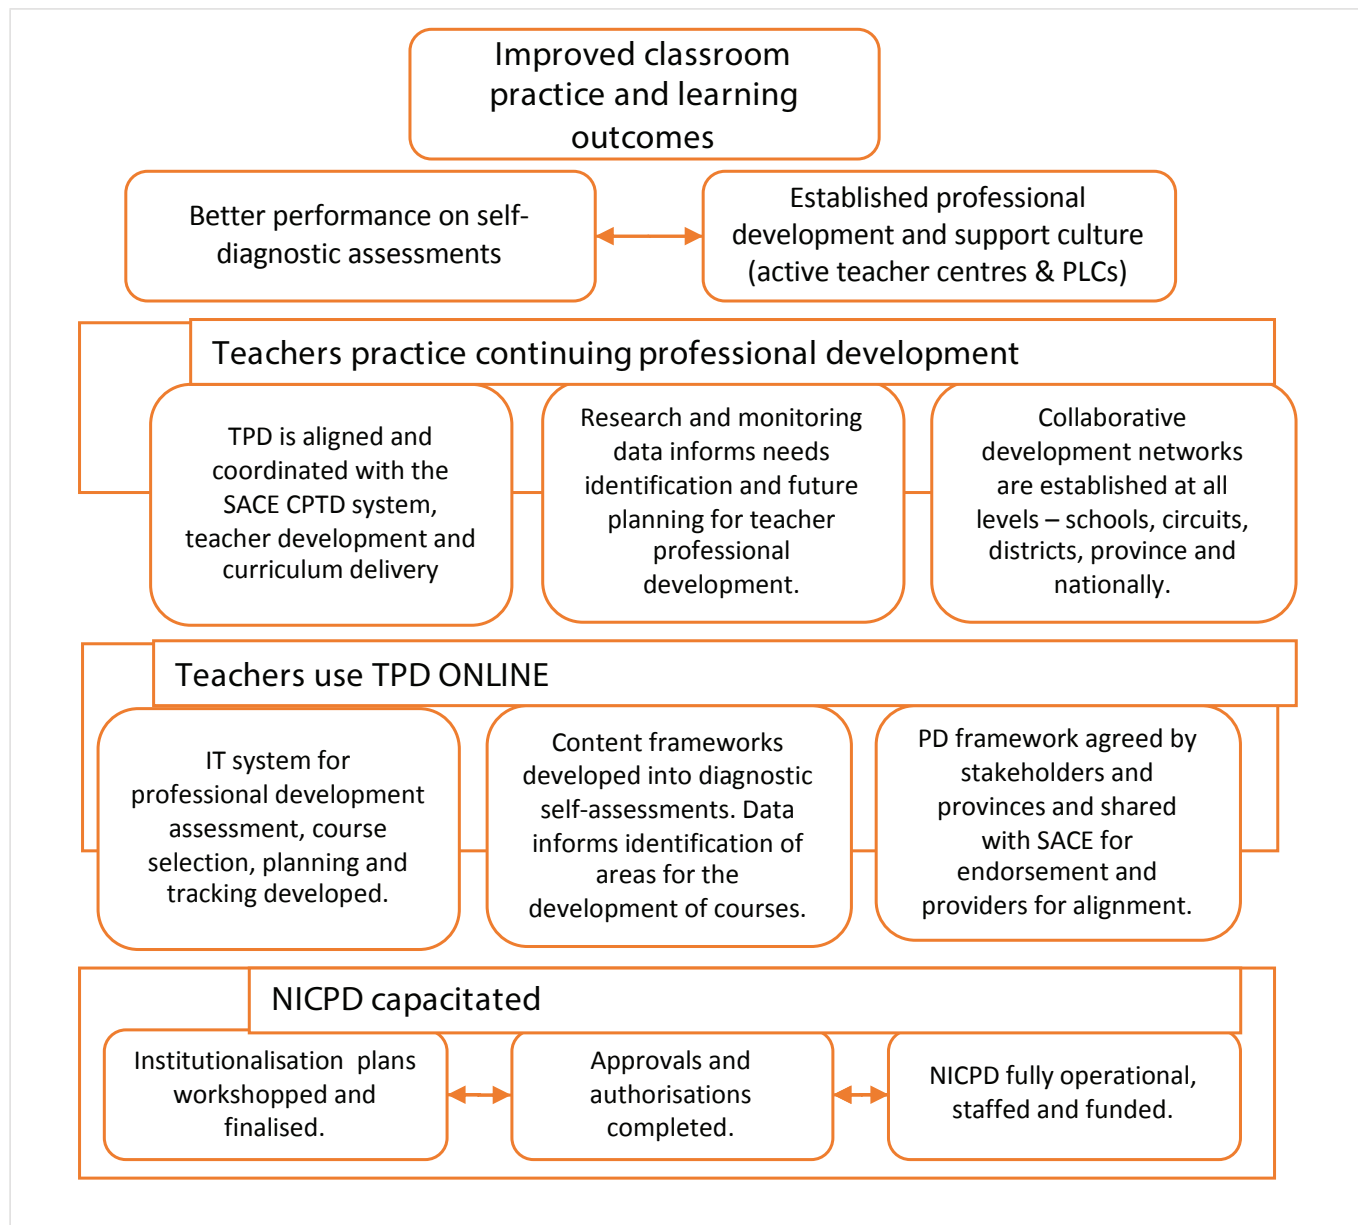 Improved classroom
practice and learning
outcomes
Better performance on self-
diagnostic assessments
Established professional
development and support culture
(active teacher centres & PLCs)
Teachers practice continuing professional development
TPD is aligned and
coordinated with the
SACE CPTD system,
teacher development and
curriculum delivery
Research and monitoring
data informs needs
identification and future
planning for teacher
professional
development.
Collaborative
development networks
are established at all
levels – schools, circuits,
districts, province and
nationally.
Teachers use TPD ONLINE
IT system for
professional development
assessment, course
selection, planning and
tracking developed.
Content frameworks
developed into diagnostic
self-assessments. Data
informs identification of
areas for the
development of courses.
PD framework agreed by
stakeholders and
provinces and shared
with SACE for
endorsement and
providers for alignment.
NICPD capacitated
Institutionalisation plans
workshopped and
finalised.
Approvals and
authorisations
completed.
NICPD fully operational,
staffed and funded.